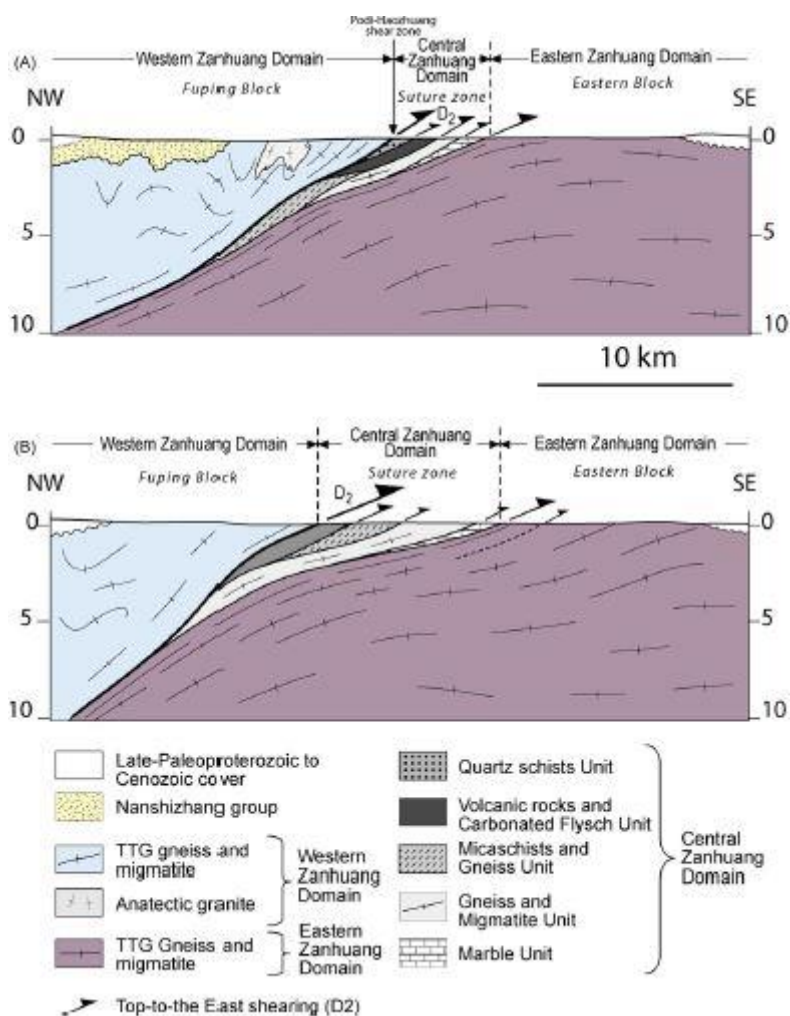 Podi-Haozhuang
shear zone
(A)
Western Zanhuang Domain
Central
Zanhuang
Domain
Eastern Zanhuang Domain
NW
Fuping Block
Suture zone
Eastern Block
SE
D2
0
0
5
5
10
10
10 km
(B)
Western Zanhuang Domain
Central Zanhuang
Domain
Eastern Zanhuang Domain
NW
Fuping Block
Suture zone
Eastern Block
SE
D2
0
0
5
5
10
10
Late-Paleoproterozoic to
Cenozoic cover
Nanshizhang group
TTG gneiss and
migmatite
Anatectic granite
Western
Zanhuang
Domain
TTG Gneiss and
migmatite
Eastern
Zanhuang
Domain
Top-to-the East shearing (D2)
Quartz schists Unit
Volcanic rocks and
Carbonated Flysch Unit
Micaschists and
Gneiss Unit
Gneiss and
Migmatite Unit
Marble Unit
Central
Zanhuang
Domain